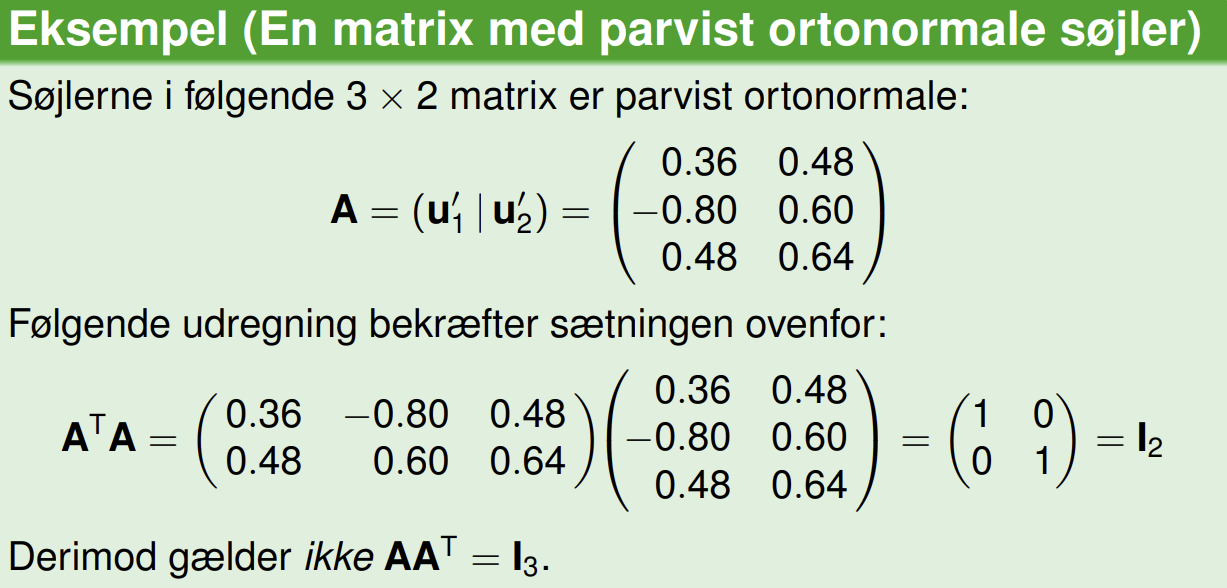 Eksempel (En matrix med parvist ortonormale søjler)
Søjlerne i følgende 3 × 2 matrix er parvist ortonormale:
A = (u′₁ | u′₂) = ( 0.36 0.48
−0.80 0.60
0.48 0.64 )
Følgende udregning bekræfter sætningen ovenfor:
AᵀA = ( 0.36 −0.80 0.48
0.48 0.60 0.64 ) ( 0.36 0.48
−0.80 0.60
0.48 0.64 ) = ( 1 0
0 1 ) = I₂
Derimod gælder ikke AAᵀ = I₃.